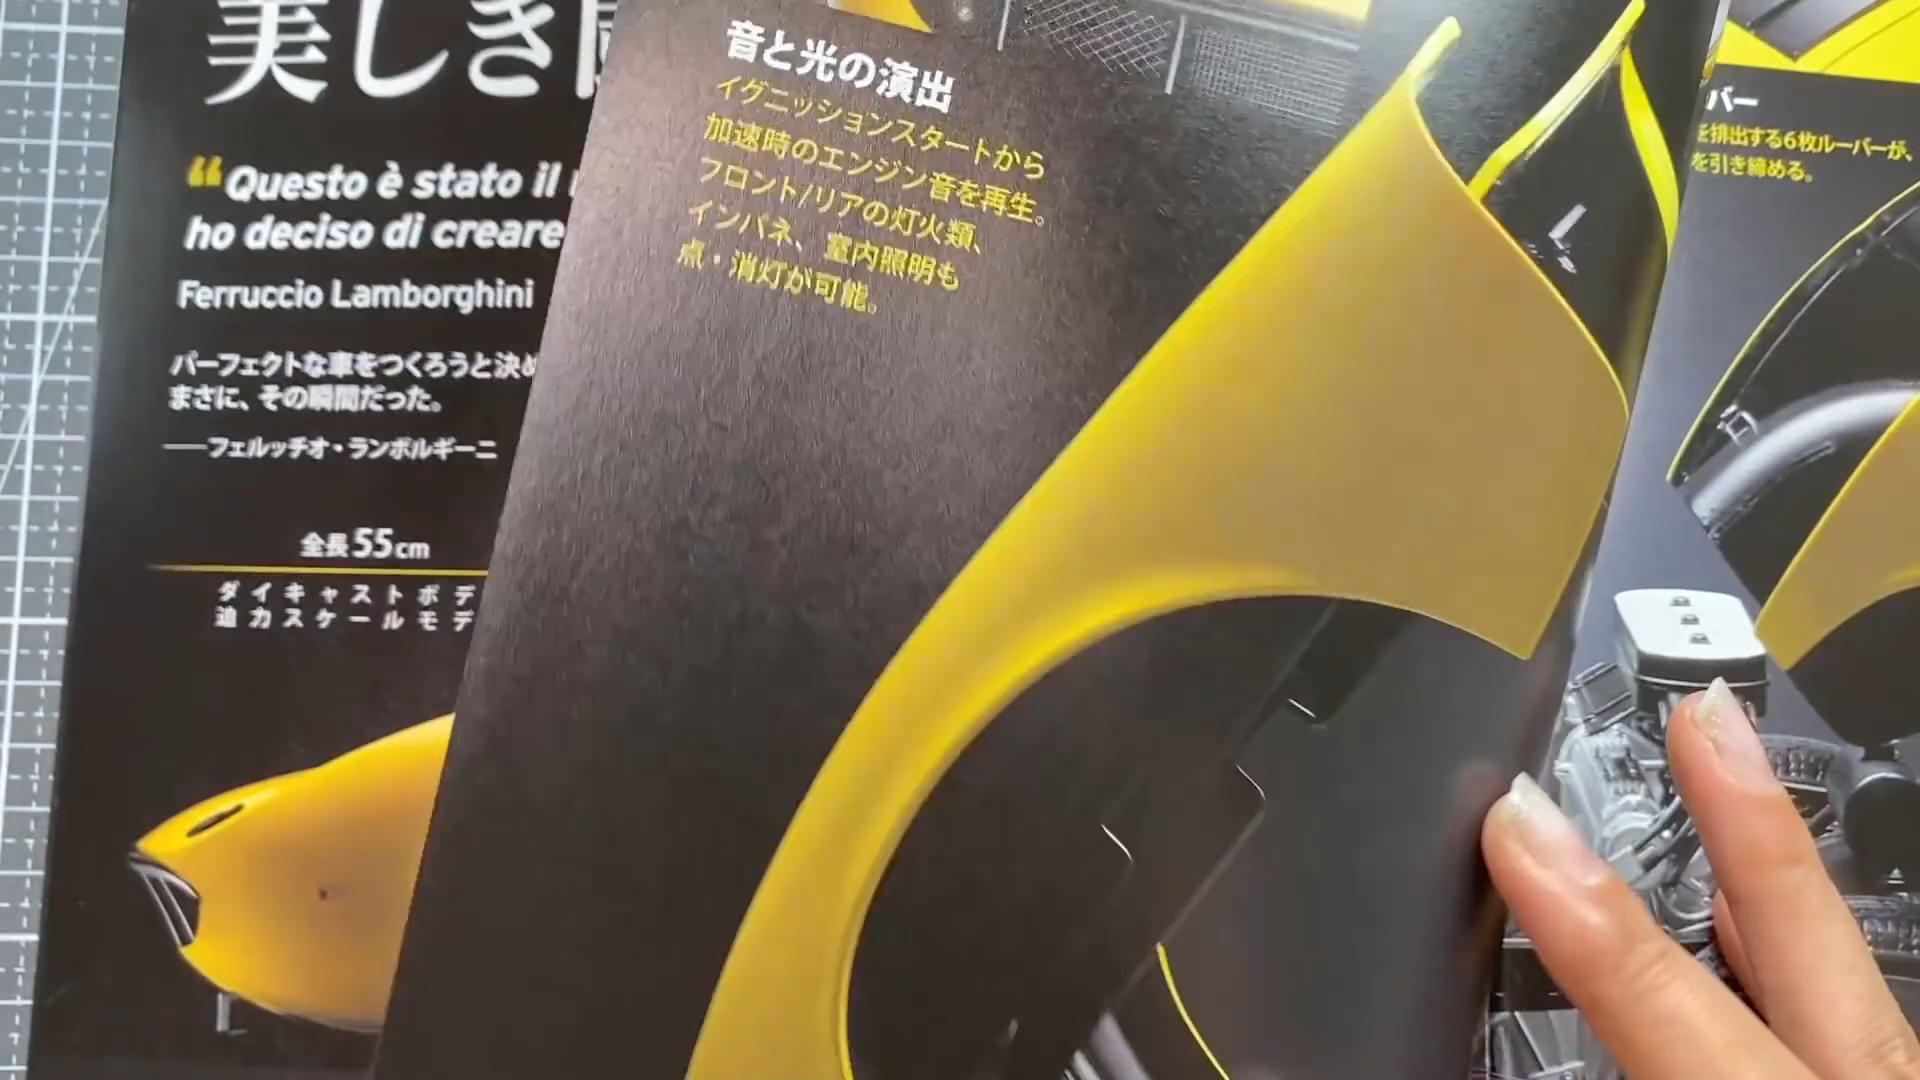 美しき
“Questo è stato il
ho deciso di creare
Ferruccio Lamborghini
パーフェクトな車をつくろうと決め
まさに、その瞬間だった。
──フェルッチオ・ランボルギーニ
全長55cm
ダイキャストボデ
迫力スケールモデ
音と光の演出
イグニッションスタートから
加速時のエンジン音を再生。
フロント/リアの灯火類、
インパネ、室内照明も
点・消灯が可能。
バー
を排出する6枚ルーバーが、
を引き締める。